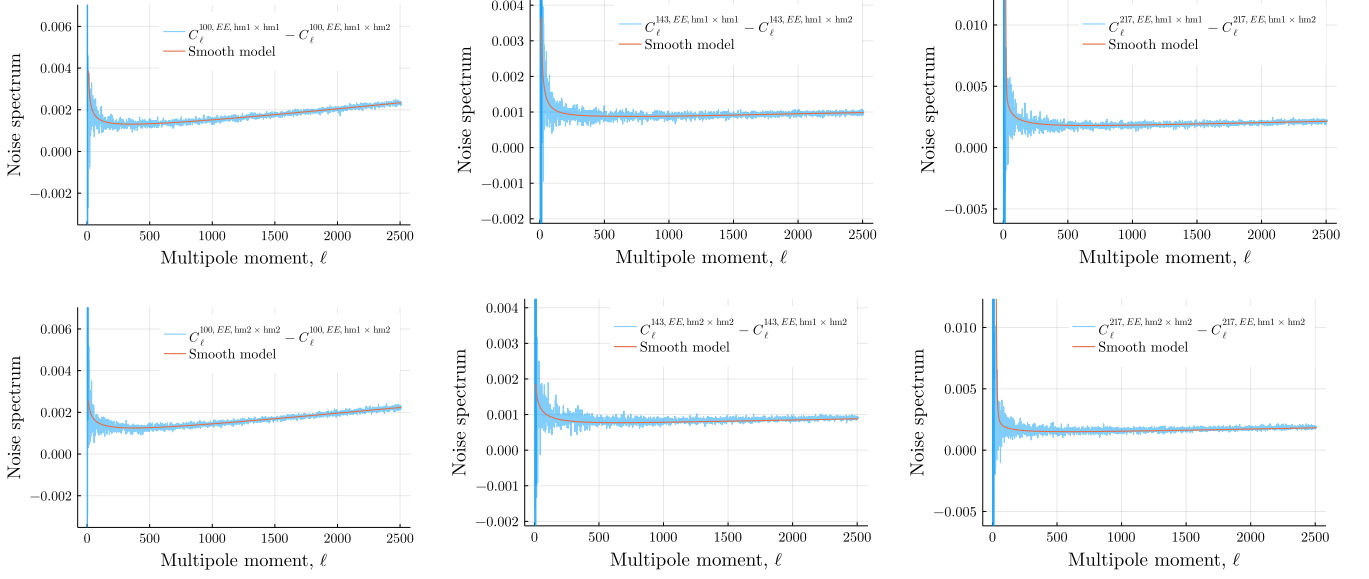 0.006
0.004
0.002
0.000
−0.002
Noise spectrum
C_ℓ^{100, EE, hm1 × hm1} − C_ℓ^{100, EE, hm1 × hm2}
Smooth model
0 500 1000 1500 2000 2500
Multipole moment, ℓ
0.004
0.003
0.002
0.001
0.000
−0.001
−0.002
Noise spectrum
C_ℓ^{143, EE, hm1 × hm1} − C_ℓ^{143, EE, hm1 × hm2}
Smooth model
0 500 1000 1500 2000 2500
Multipole moment, ℓ
0.010
0.005
0.000
−0.005
Noise spectrum
C_ℓ^{217, EE, hm1 × hm1} − C_ℓ^{217, EE, hm1 × hm2}
Smooth model
0 500 1000 1500 2000 2500
Multipole moment, ℓ
0.006
0.004
0.002
0.000
−0.002
Noise spectrum
C_ℓ^{100, EE, hm2 × hm2} − C_ℓ^{100, EE, hm1 × hm2}
Smooth model
0 500 1000 1500 2000 2500
Multipole moment, ℓ
0.004
0.003
0.002
0.001
0.000
−0.001
−0.002
Noise spectrum
C_ℓ^{143, EE, hm2 × hm2} − C_ℓ^{143, EE, hm1 × hm2}
Smooth model
0 500 1000 1500 2000 2500
Multipole moment, ℓ
0.010
0.005
0.000
−0.005
Noise spectrum
C_ℓ^{217, EE, hm2 × hm2} − C_ℓ^{217, EE, hm1 × hm2}
Smooth model
0 500 1000 1500 2000 2500
Multipole moment, ℓ